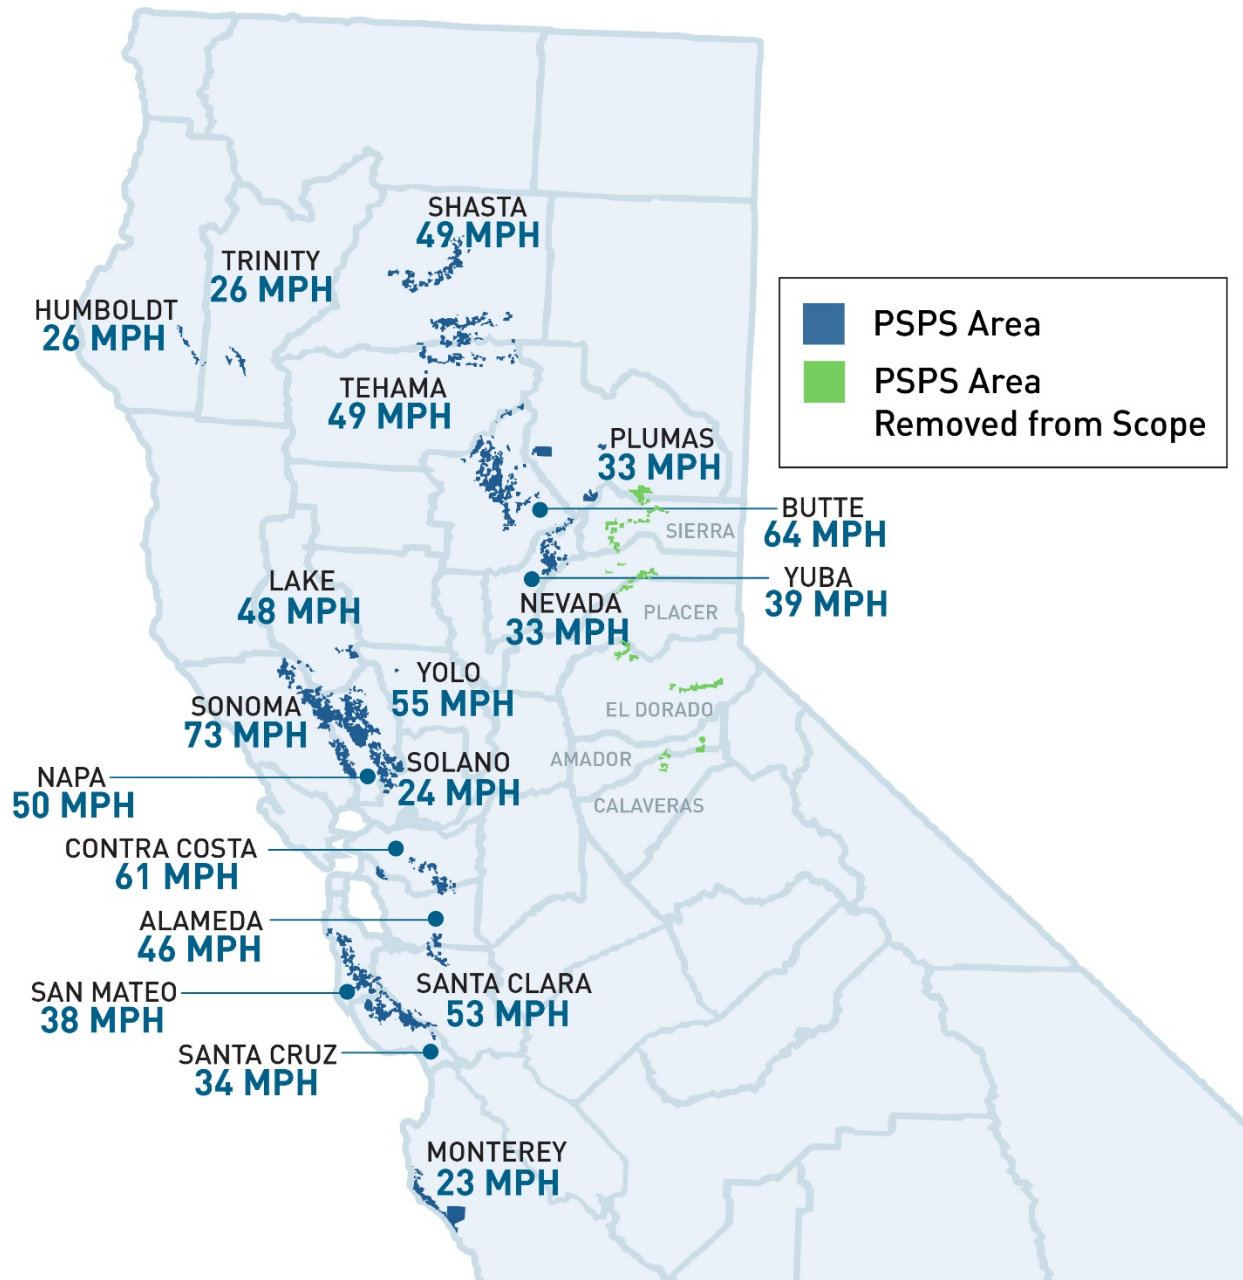 SHASTA
49 MPH
TRINITY
26 MPH
HUMBOLDT
26 MPH
PSPS Area
PSPS Area
Removed from Scope
TEHAMA
49 MPH
PLUMAS
33 MPH
BUTTE
64 MPH
SIERRA
YUBA
39 MPH
LAKE
48 MPH
NEVADA
33 MPH
PLACER
YOLO
55 MPH
SONOMA
73 MPH
EL DORADO
AMADOR
SOLANO
24 MPH
NAPA
50 MPH
CALAVERAS
CONTRA COSTA
61 MPH
ALAMEDA
46 MPH
SANTA CLARA
53 MPH
SAN MATEO
38 MPH
SANTA CRUZ
34 MPH
MONTEREY
23 MPH